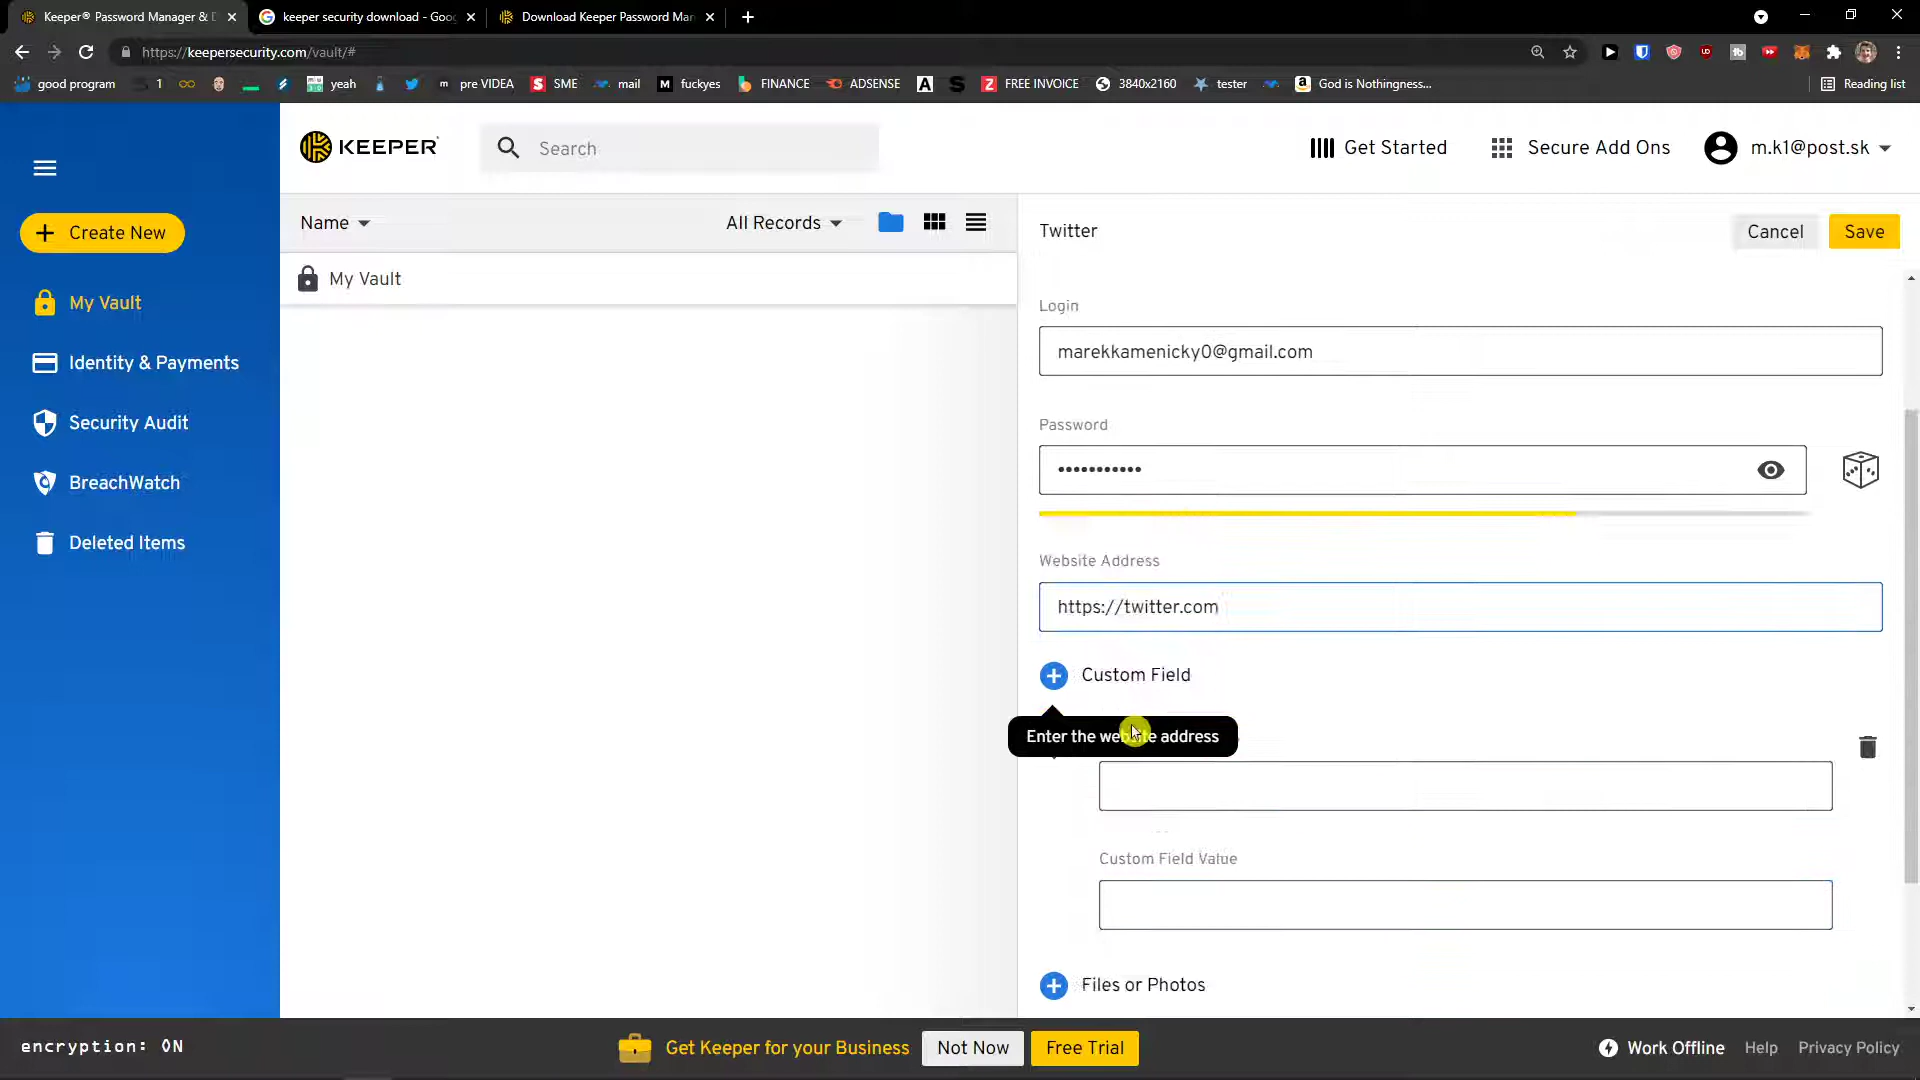 Keeper® Password Manager & D
keeper security download - Goog
Download Keeper Password Man
https://keepersecurity.com/vault/#
good program
1
yeah
pre VIDEA
SME
mail
fuckyes
FINANCE
ADSENSE
FREE INVOICE
3840x2160
tester
God is Nothingness...
Reading list
KEEPER
Search
Get Started
Secure Add Ons
m.k1@post.sk
Create New
My Vault
Identity & Payments
Security Audit
BreachWatch
Deleted Items
Name
All Records
My Vault
Twitter
Cancel
Save
Login
marekkamenicky0@gmail.com
Password
•••••••••••
Website Address
https://twitter.com
Custom Field
Enter the website address
Custom Field Value
Files or Photos
encryption: ON
Get Keeper for your Business
Not Now
Free Trial
Work Offline
Help
Privacy Policy